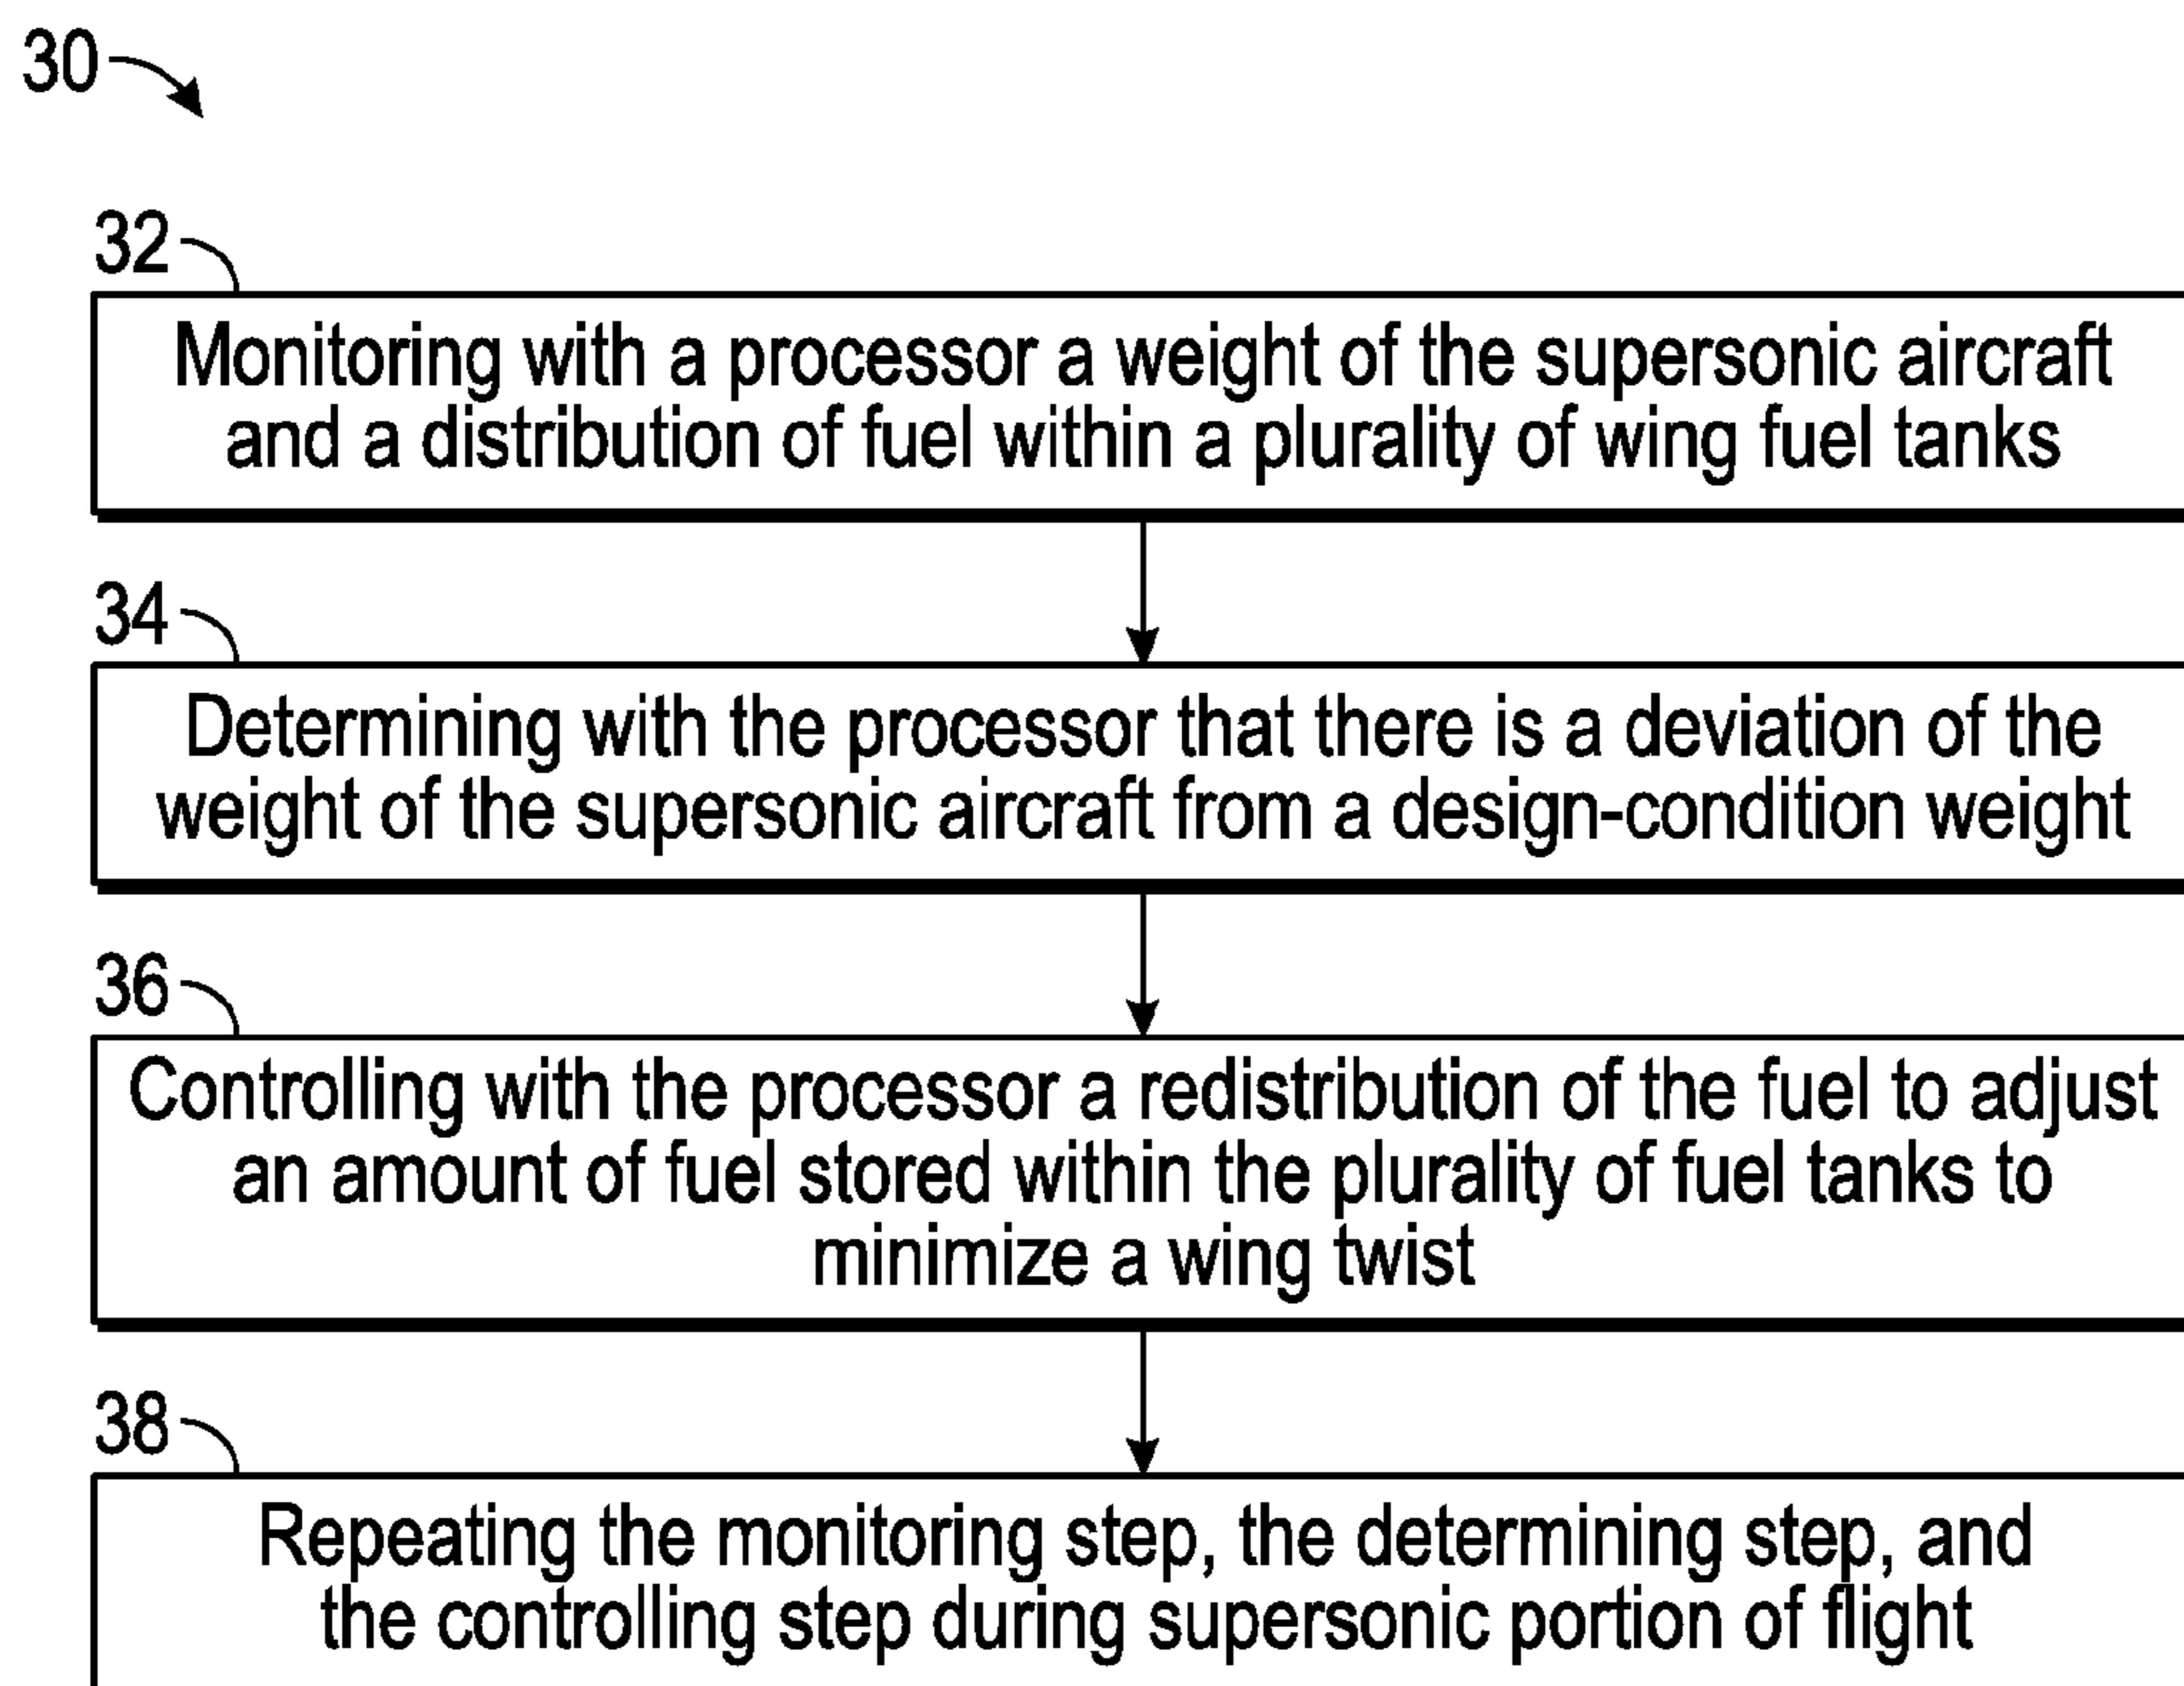 30
32
Monitoring with a processor a weight of the supersonic aircraft
and a distribution of fuel within a plurality of wing fuel tanks
34
Determining with the processor that there is a deviation of the
weight of the supersonic aircraft from a design-condition weight
36
Controlling with the processor a redistribution of the fuel to adjust
an amount of fuel stored within the plurality of fuel tanks to
minimize a wing twist
38
Repeating the monitoring step, the determining step, and
the controlling step during supersonic portion of flight